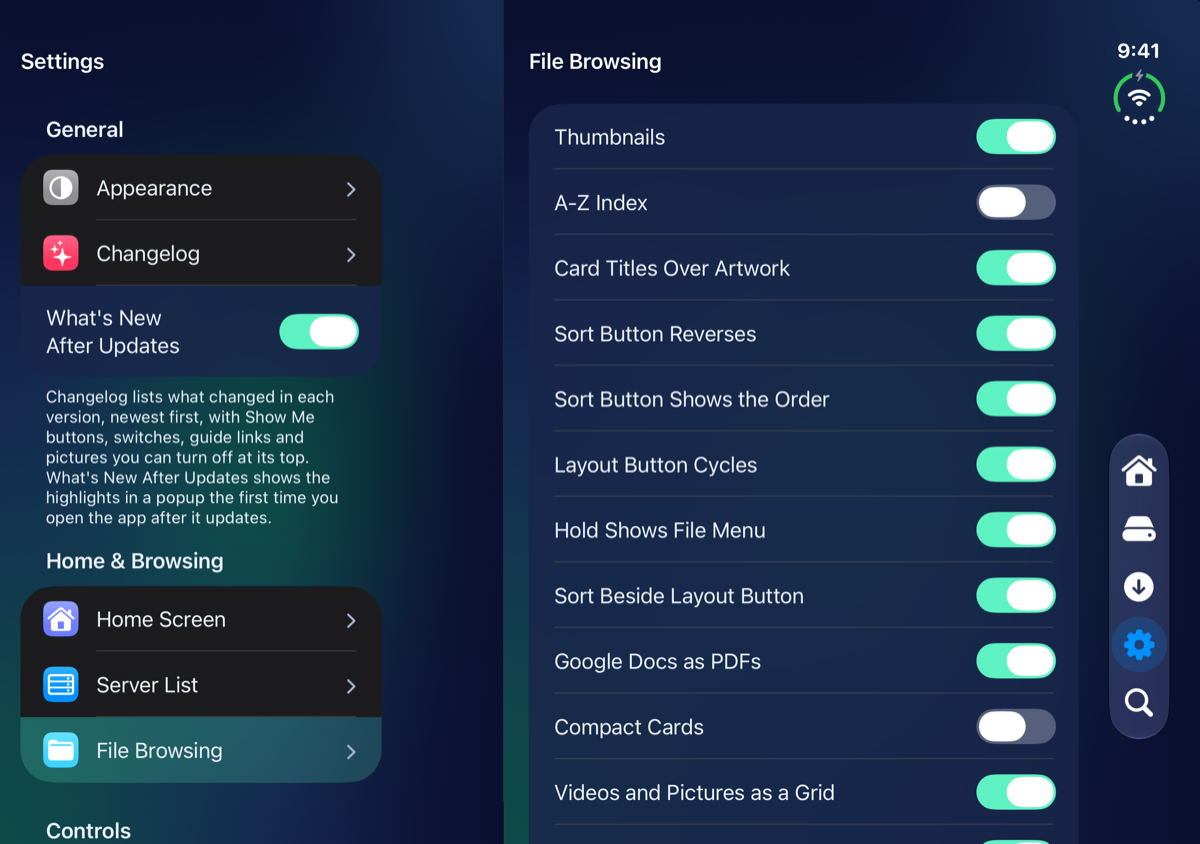 Settings
General
Appearance
Changelog
What's New
After Updates
Changelog lists what changed in each
version, newest first, with Show Me
buttons, switches, guide links and
pictures you can turn off at its top.
What's New After Updates shows the
highlights in a popup the first time you
open the app after it updates.
Home & Browsing
Home Screen
Server List
File Browsing
Controls
File Browsing
Thumbnails
A-Z Index
Card Titles Over Artwork
Sort Button Reverses
Sort Button Shows the Order
Layout Button Cycles
Hold Shows File Menu
Sort Beside Layout Button
Google Docs as PDFs
Compact Cards
Videos and Pictures as a Grid
9:41